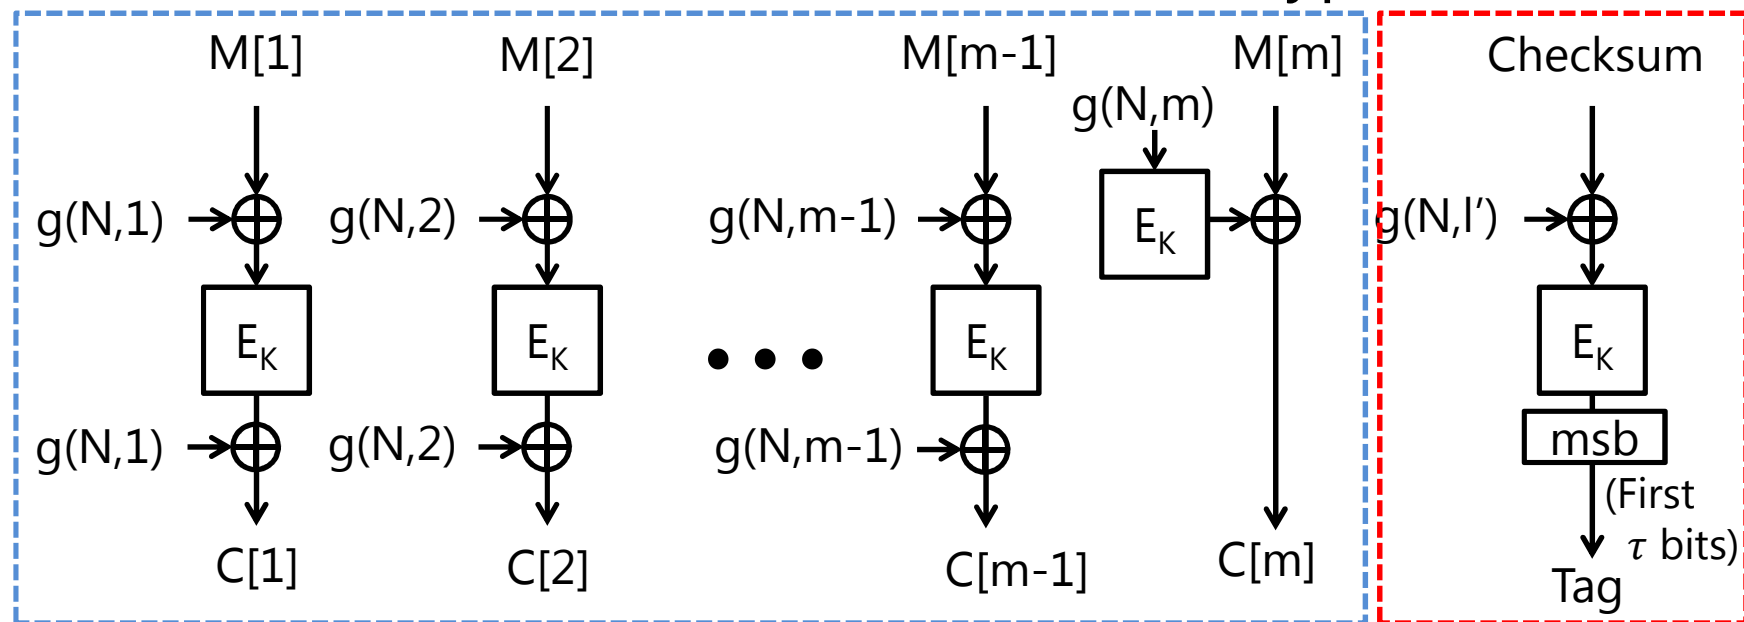 M[1] M[2] M[m-1] M[m] Checksum
g(N,m)
g(N,1) g(N,2) g(N,m-1) E_K g(N,l')
E_K E_K E_K E_K
g(N,1) g(N,2) g(N,m-1) msb
(First
τ bits)
C[1] C[2] C[m-1] C[m] Tag